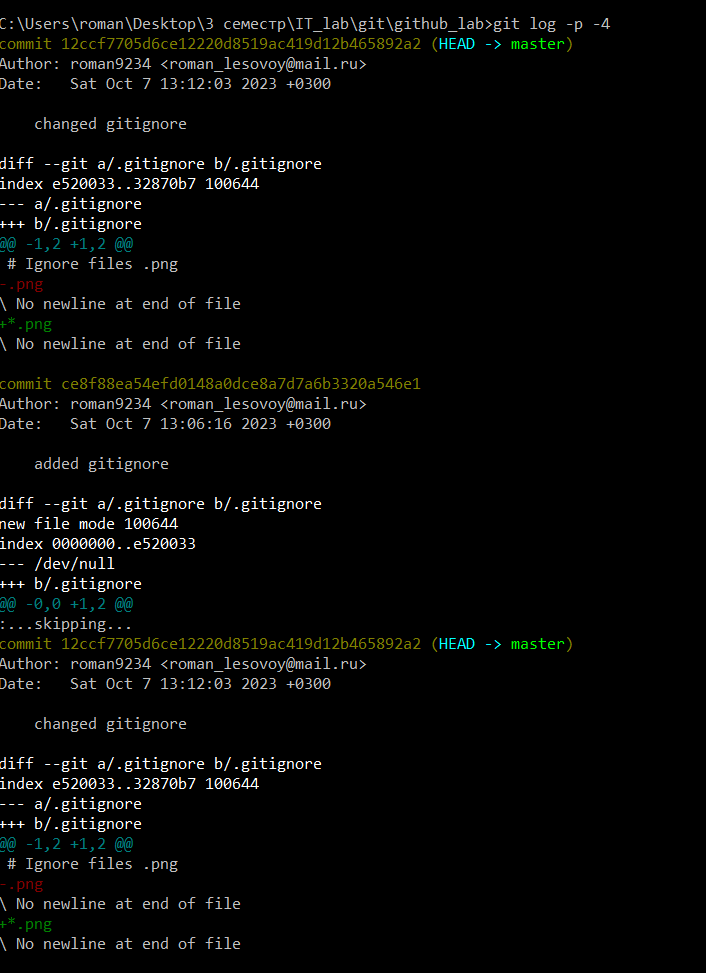 C:\Users\roman\Desktop\3 семестр\IT_lab\git\github_lab>git log -p -4
commit 12ccf7705d6ce12220d8519ac419d12b465892a2 (HEAD -> master)
Author: roman9234 <roman_lesovoy@mail.ru>
Date:   Sat Oct 7 13:12:03 2023 +0300

    changed gitignore

diff --git a/.gitignore b/.gitignore
index e520033..32870b7 100644
--- a/.gitignore
+++ b/.gitignore
@@ -1,2 +1,2 @@
 # Ignore files .png
-.png
\ No newline at end of file
+*.png
\ No newline at end of file

commit ce8f88ea54efd0148a0dce8a7d7a6b3320a546e1
Author: roman9234 <roman_lesovoy@mail.ru>
Date:   Sat Oct 7 13:06:16 2023 +0300

    added gitignore

diff --git a/.gitignore b/.gitignore
new file mode 100644
index 0000000..e520033
--- /dev/null
+++ b/.gitignore
@@ -0,0 +1,2 @@
:...skipping...
commit 12ccf7705d6ce12220d8519ac419d12b465892a2 (HEAD -> master)
Author: roman9234 <roman_lesovoy@mail.ru>
Date:   Sat Oct 7 13:12:03 2023 +0300

    changed gitignore

diff --git a/.gitignore b/.gitignore
index e520033..32870b7 100644
--- a/.gitignore
+++ b/.gitignore
@@ -1,2 +1,2 @@
 # Ignore files .png
-.png
\ No newline at end of file
+*.png
\ No newline at end of file